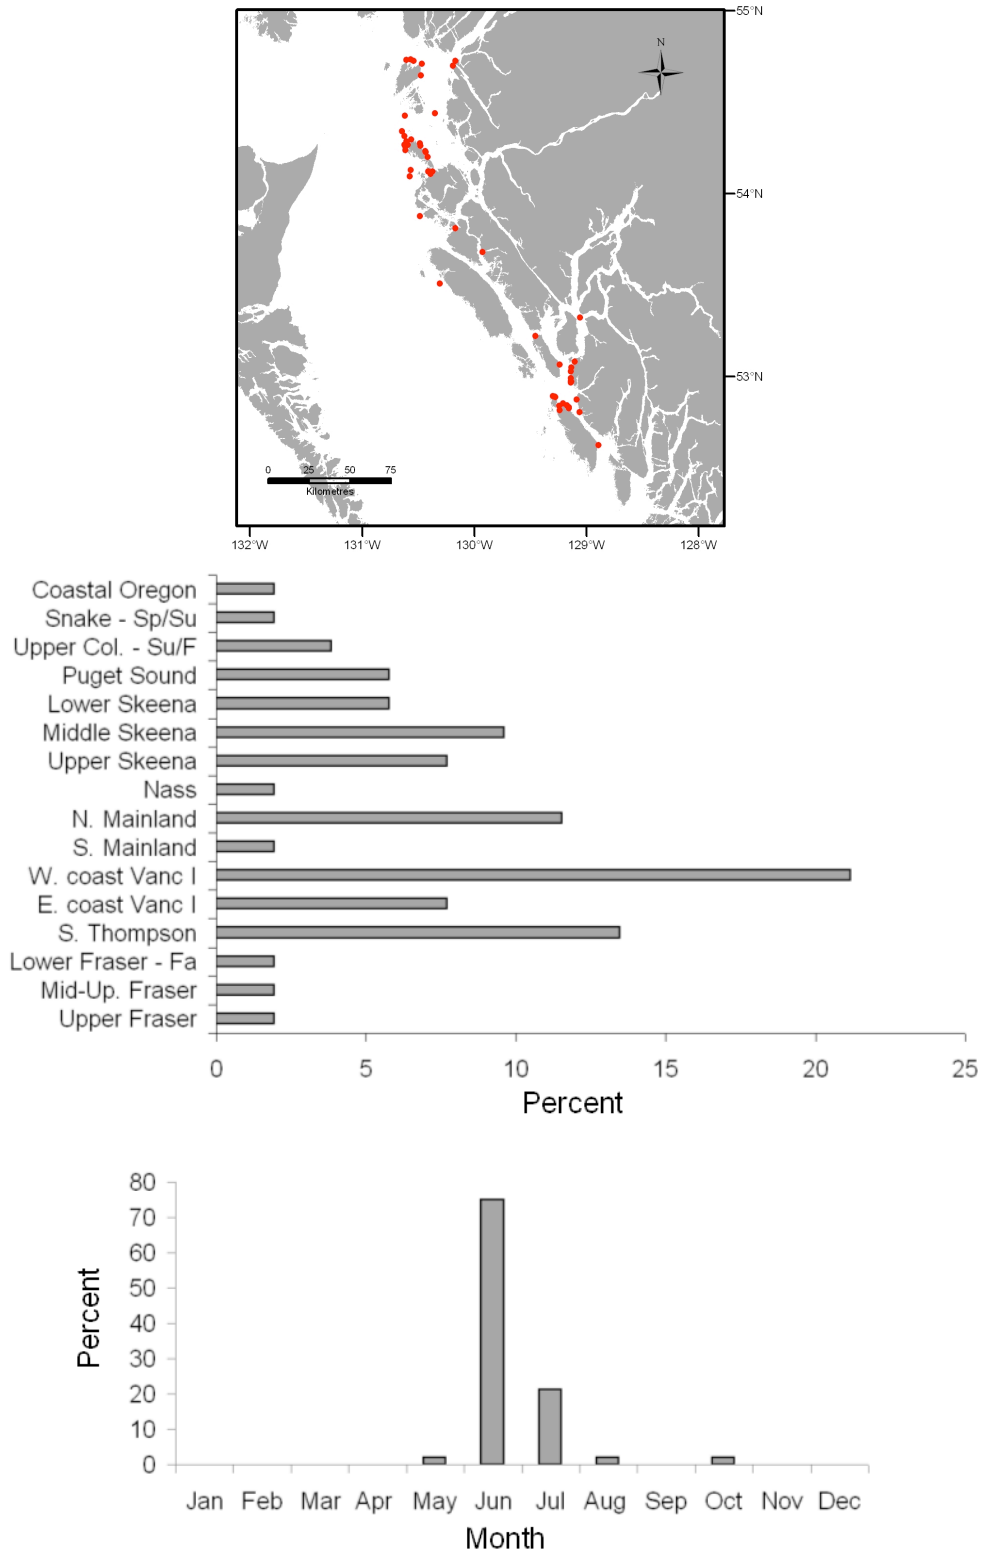 55°N
N
54°N
53°N
0 25 50 75
Kilometres
132°W 131°W 130°W 129°W 128°W
Coastal Oregon
Snake - Sp/Su
Upper Col. - Su/F
Puget Sound
Lower Skeena
Middle Skeena
Upper Skeena
Nass
N. Mainland
S. Mainland
W. coast Vanc I
E. coast Vanc I
S. Thompson
Lower Fraser - Fa
Mid-Up. Fraser
Upper Fraser
0 5 10 15 20 25
Percent
80
70
60
50
40
30
20
10
0
Percent
Jan Feb Mar Apr May Jun Jul Aug Sep Oct Nov Dec
Month